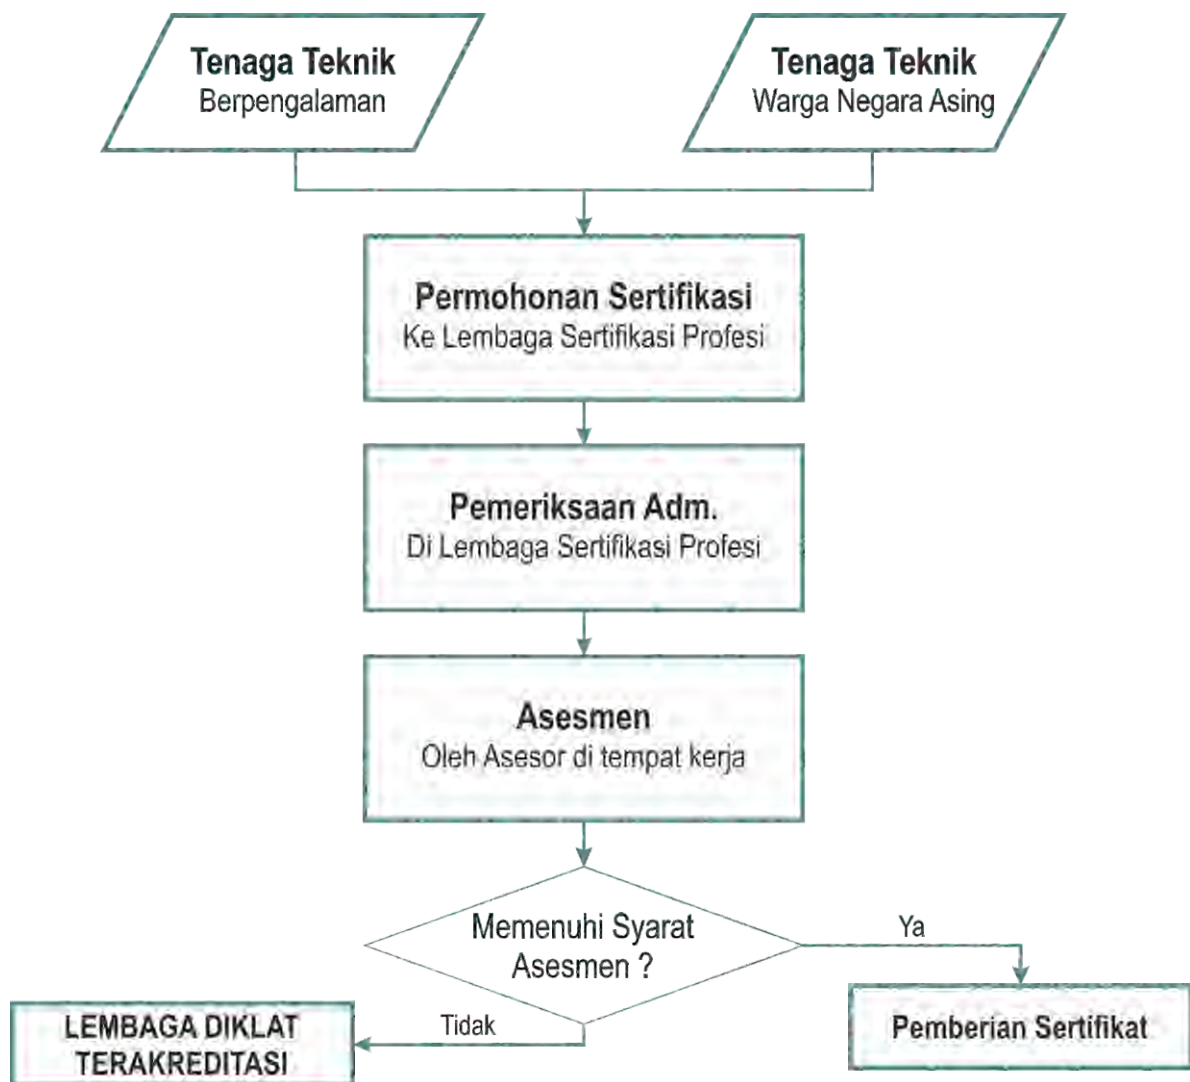 Tenaga Teknik
Berpengalaman
Tenaga Teknik
Warga Negara Asing
Permohonan Sertifikasi
Ke Lembaga Sertifikasi Profesi
Pemeriksaan Adm.
Di Lembaga Sertifikasi Profesi
Asesmen
Oleh Asesor di tempat kerja
Memenuhi Syarat
Asesmen ?
Ya
Tidak
LEMBAGA DIKLAT
TERAKREDITASI
Pemberian Sertifikat